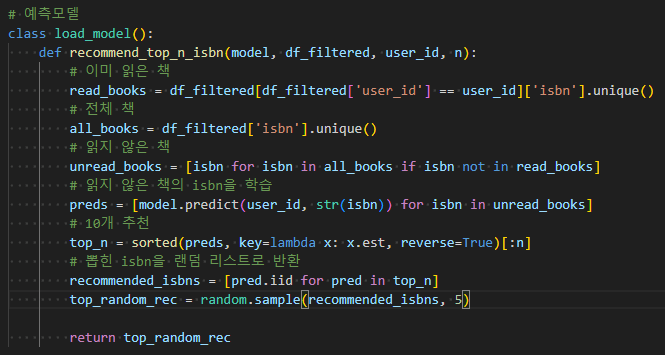 # 예측모델
class load_model():
    def recommend_top_n_isbn(model, df_filtered, user_id, n):
        # 이미 읽은 책
        read_books = df_filtered[df_filtered['user_id'] == user_id]['isbn'].unique()
        # 전체 책
        all_books = df_filtered['isbn'].unique()
        # 읽지 않은 책
        unread_books = [isbn for isbn in all_books if isbn not in read_books]
        # 읽지 않은 책의 isbn을 학습
        preds = [model.predict(user_id, str(isbn)) for isbn in unread_books]
        # 10개 추천
        top_n = sorted(preds, key=lambda x: x.est, reverse=True)[:n]
        # 뽑힌 isbn을 랜덤 리스트로 반환
        recommended_isbns = [pred.iid for pred in top_n]
        top_random_rec = random.sample(recommended_isbns, 5)

        return top_random_rec